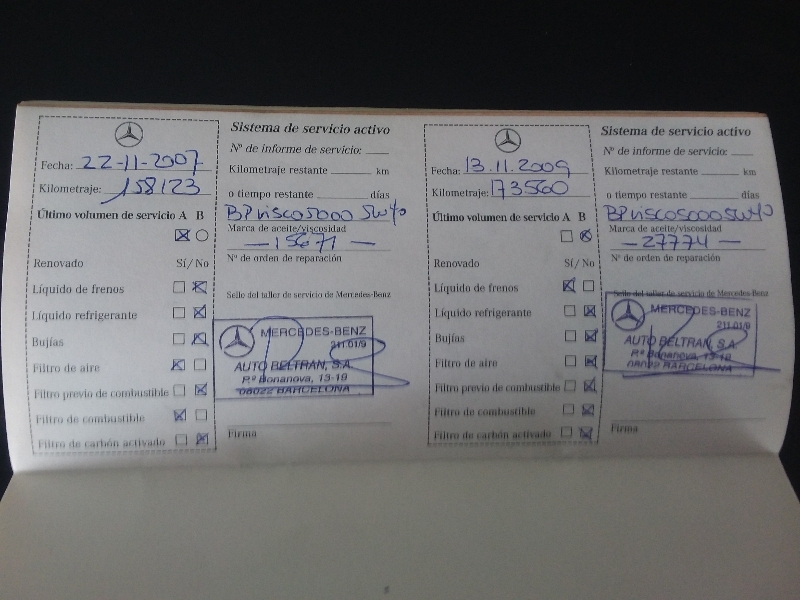 Fecha: 22-11-2007
Kilometraje: 158123
Último volumen de servicio A B
Renovado Sí/No
Líquido de frenos
Líquido refrigerante
Bujías
Filtro de aire
Filtro previo de combustible
Filtro de combustible
Filtro de carbón activado
Sistema de servicio activo
Nº de informe de servicio:
Kilometraje restante km
o tiempo restante días
BP visco 5000 5W40
Marca de aceite/viscosidad
— 15671 —
Nº de orden de reparación
Sello del taller de servicio de Mercedes-Benz
MERCEDES-BENZ
211.01/9
AUTO BELTRAN, S.A.
Pº Bonanova, 13-19
08022 BARCELONA
Firma
Fecha: 13.11.2009
Kilometraje: 173560
Último volumen de servicio A B
Renovado Sí/No
Líquido de frenos
Líquido refrigerante
Bujías
Filtro de aire
Filtro previo de combustible
Filtro de combustible
Filtro de carbón activado
Sistema de servicio activo
Nº de informe de servicio:
Kilometraje restante km
o tiempo restante días
BP visco 5000 5W40
Marca de aceite/viscosidad
— 27774 —
Nº de orden de reparación
Sello del taller de servicio de Mercedes-Benz
MERCEDES-BENZ
211.01/9
AUTO BELTRAN, S.A.
Pº Bonanova, 13-19
08022 BARCELONA
Firma